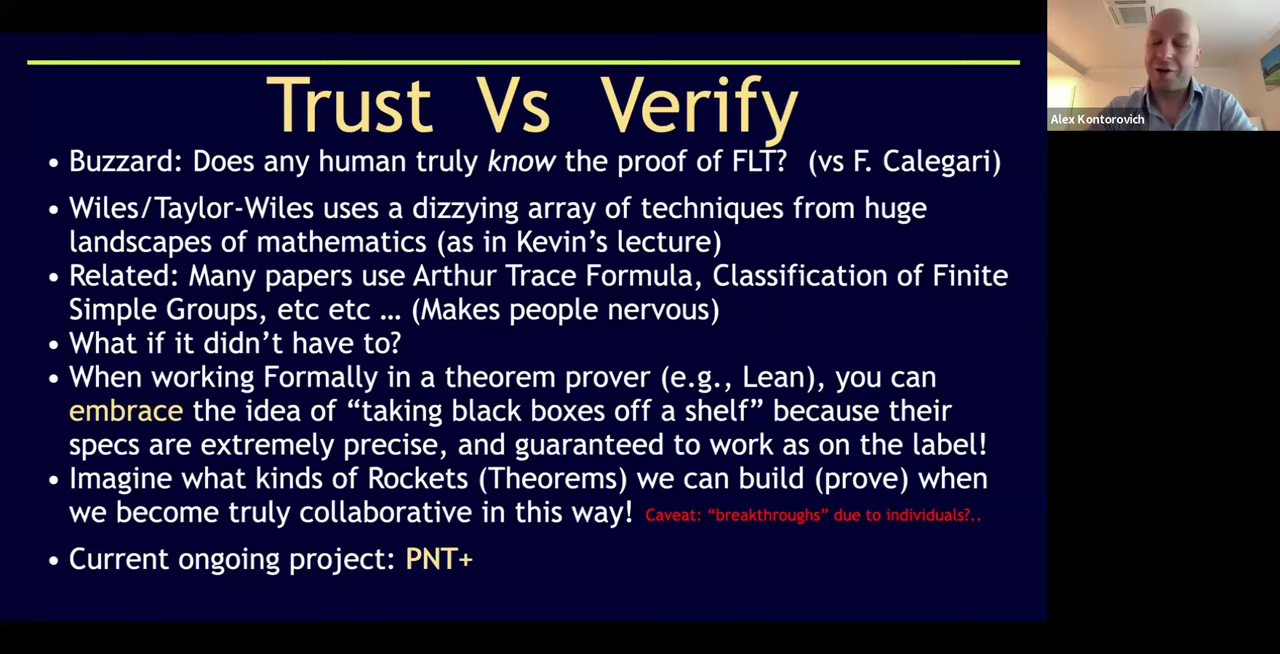 Trust Vs Verify
• Buzzard: Does any human truly know the proof of FLT? (vs F. Calegari)
• Wiles/Taylor-Wiles uses a dizzying array of techniques from huge
landscapes of mathematics (as in Kevin's lecture)
• Related: Many papers use Arthur Trace Formula, Classification of Finite
Simple Groups, etc etc … (Makes people nervous)
• What if it didn't have to?
• When working Formally in a theorem prover (e.g., Lean), you can
embrace the idea of “taking black boxes off a shelf” because their
specs are extremely precise, and guaranteed to work as on the label!
• Imagine what kinds of Rockets (Theorems) we can build (prove) when
we become truly collaborative in this way! Caveat: “breakthroughs” due to individuals?..
• Current ongoing project: PNT+
Alex Kontorovich